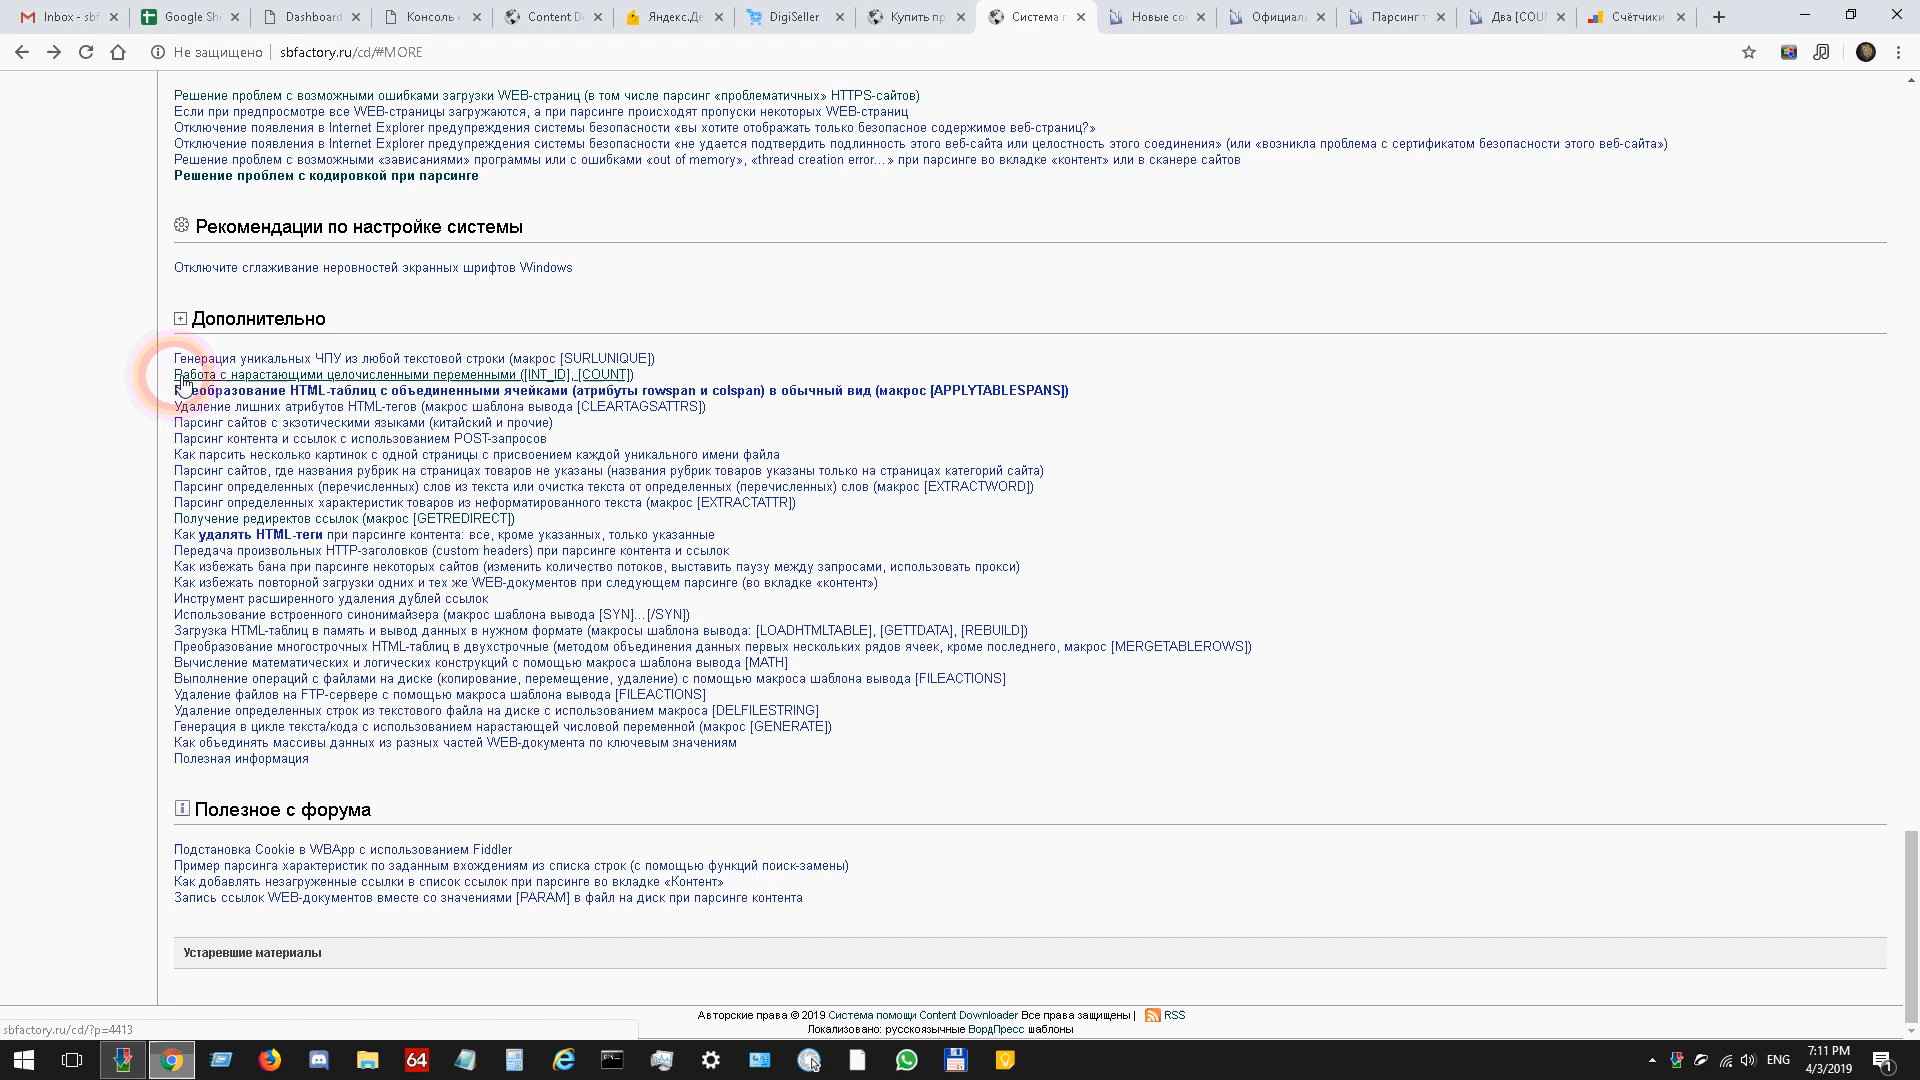 Inbox - sbf
Google Sh
Dashboard
Консоль
Content D
Яндекс.Де
DigiSeller
Купить пр
Система п
Новые со
Официал
Парсинг т
Два [COU
Счётчики
Не защищено
sbfactory.ru/cd/#MORE
Решение проблем с возможными ошибками загрузки WEB-страниц (в том числе парсинг «проблематичных» HTTPS-сайтов)
Если при предпросмотре все WEB-страницы загружаются, а при парсинге происходят пропуски некоторых WEB-страниц
Отключение появления в Internet Explorer предупреждения системы безопасности «вы хотите отображать только безопасное содержимое веб-страниц?»
Отключение появления в Internet Explorer предупреждения системы безопасности «не удается подтвердить подлинность этого веб-сайта или целостность этого соединения» (или «возникла проблема с сертификатом безопасности этого веб-сайта»)
Решение проблем с возможными «зависаниями» программы или с ошибками «out of memory», «thread creation error...» при парсинге во вкладке «контент» или в сканере сайтов
Решение проблем с кодировкой при парсинге
Рекомендации по настройке системы
Отключите сглаживание неровностей экранных шрифтов Windows
Дополнительно
Генерация уникальных ЧПУ из любой текстовой строки (макрос [SURLUNIQUE])
Работа с нарастающими целочисленными переменными ([INT_ID], [COUNT])
Преобразование HTML-таблиц с объединенными ячейками (атрибуты rowspan и colspan) в обычный вид (макрос [APPLYTABLESPANS])
Удаление лишних атрибутов HTML-тегов (макрос шаблона вывода [CLEARTAGSATTRS])
Парсинг сайтов с экзотическими языками (китайский и прочие)
Парсинг контента и ссылок с использованием POST-запросов
Как парсить несколько картинок с одной страницы с присвоением каждой уникального имени файла
Парсинг сайтов, где названия рубрик на страницах товаров не указаны (названия рубрик товаров указаны только на страницах категорий сайта)
Парсинг определенных (перечисленных) слов из текста или очистка текста от определенных (перечисленных) слов (макрос [EXTRACTWORD])
Парсинг определенных характеристик товаров из неформатированного текста (макрос [EXTRACTATTR])
Получение редиректов ссылок (макрос [GETREDIRECT])
Как удалять HTML-теги при парсинге контента: все, кроме указанных, только указанные
Передача произвольных HTTP-заголовков (custom headers) при парсинге контента и ссылок
Как избежать бана при парсинге некоторых сайтов (изменить количество потоков, выставить паузу между запросами, использовать прокси)
Как избежать повторной загрузки одних и тех же WEB-документов при следующем парсинге (во вкладке «контент»)
Инструмент расширенного удаления дублей ссылок
Использование встроенного синонимайзера (макрос шаблона вывода [SYN]...[/SYN])
Загрузка HTML-таблиц в память и вывод данных в нужном формате (макросы шаблона вывода: [LOADHTMLTABLE], [GETTDATA], [REBUILD])
Преобразование многострочных HTML-таблиц в двухстрочные (методом объединения данных первых нескольких рядов ячеек, кроме последнего, макрос [MERGETABLEROWS])
Вычисление математических и логических конструкций с помощью макроса шаблона вывода [MATH]
Выполнение операций с файлами на диске (копирование, перемещение, удаление) с помощью макроса шаблона вывода [FILEACTIONS]
Удаление файлов на FTP-сервере с помощью макроса шаблона вывода [FILEACTIONS]
Удаление определенных строк из текстового файла на диске с использованием макроса [DELFILESTRING]
Генерация в цикле текста/кода с использованием нарастающей числовой переменной (макрос [GENERATE])
Как объединять массивы данных из разных частей WEB-документа по ключевым значениям
Полезная информация
Полезное с форума
Подстановка Cookie в WBApp с использованием Fiddler
Пример парсинга характеристик по заданным вхождениям из списка строк (с помощью функций поиск-замены)
Как добавлять незагруженные ссылки в список ссылок при парсинге во вкладке «Контент»
Запись ссылок WEB-документов вместе со значениями [PARAM] в файл на диск при парсинге контента
Устаревшие материалы
Авторские права © 2019 Система помощи Content Downloader Все права защищены | RSS
Локализовано: русскоязычные ВордПресс шаблоны
sbfactory.ru/cd/?p=4413
64
ENG
7:11 PM
4/3/2019
1